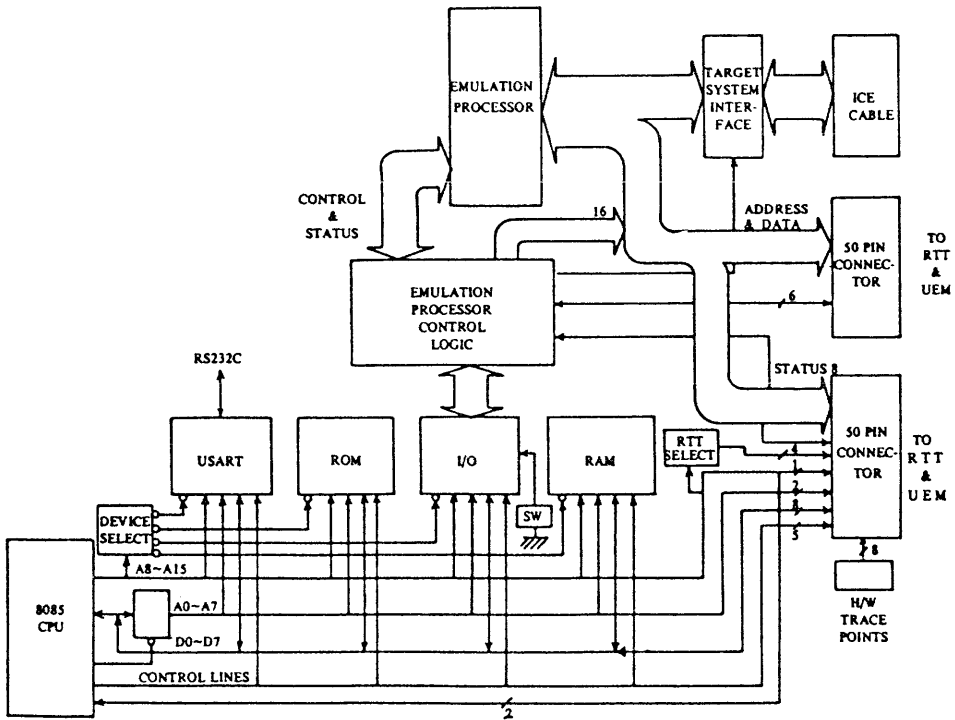 EMULATION
PROCESSOR
TARGET
SYSTEM
INTER-
FACE
ICE
CABLE
CONTROL
&
STATUS
16
ADDRESS
& DATA
50 PIN
CONNEC-
TOR
TO
RTT
&
UEM
EMULATION
PROCESSOR
CONTROL
LOGIC
6
RS232C
STATUS 8
USART
ROM
I/O
RAM
RTT
SELECT
50 PIN
CONNEC-
TOR
TO
RTT
&
UEM
4
1
2
8
5
DEVICE
SELECT
SW
8
A8~A15
8085
CPU
A0~A7
D0~D7
H/W
TRACE
POINTS
CONTROL LINES
2